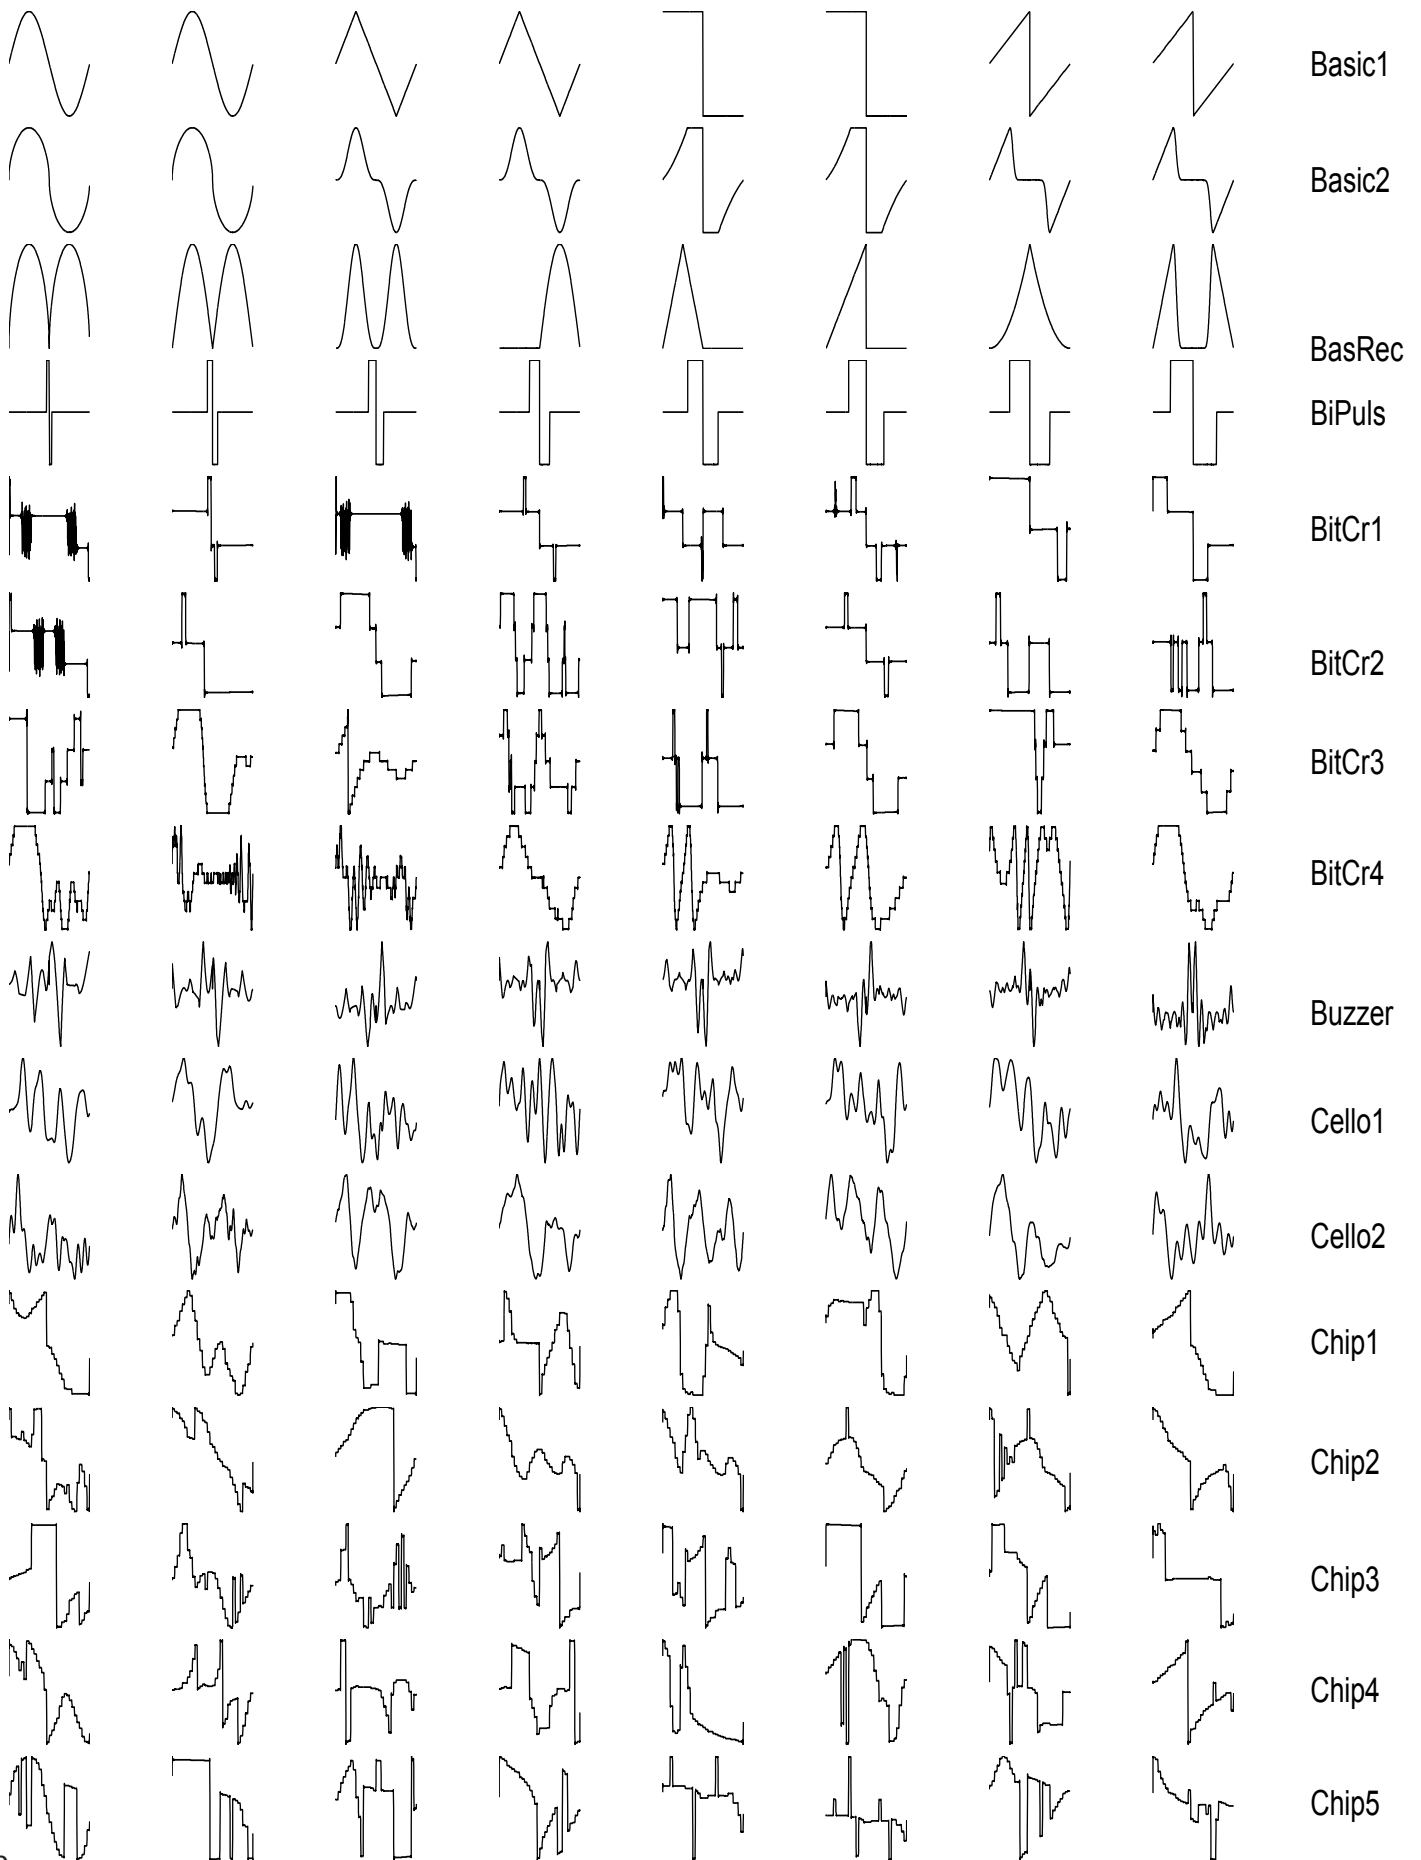 Basic1
Basic2
BasRec
BiPuls
BitCr1
BitCr2
BitCr3
BitCr4
Buzzer
Cello1
Cello2
Chip1
Chip2
Chip3
Chip4
Chip5